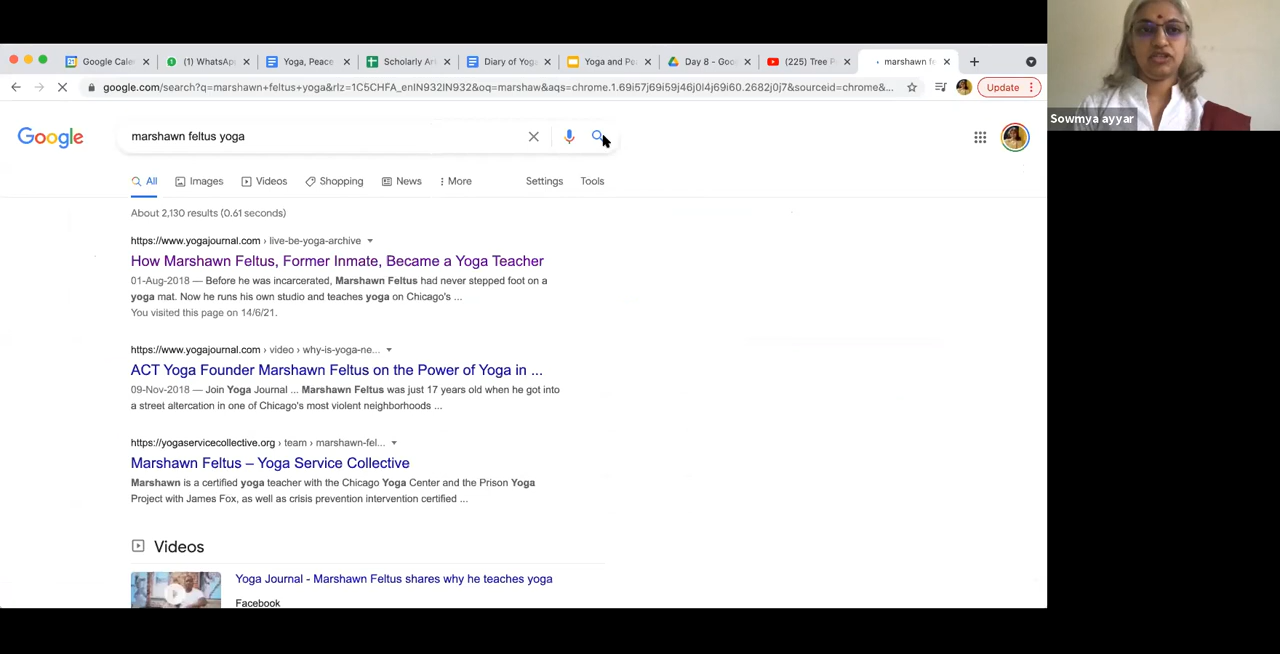 Google Caler
(1) WhatsAp
Yoga, Peace
Scholarly Ar
Diary of Yog
Yoga and Po
Day 8 - Goo
(225) Tree P
marshawn fe
google.com/search?q=marshawn+feltus+yoga&rlz=1C5CHFA_enIN932IN932&oq=marshaw&aqs=chrome.1.69i57j69i59j46j0l4j69i60.2682j0j7&sourceid=chrome&...
Update
Sowmya ayyar
Google
marshawn feltus yoga
All Images Videos Shopping News More Settings Tools
About 2,130 results (0.61 seconds)
https://www.yogajournal.com › live-be-yoga-archive
How Marshawn Feltus, Former Inmate, Became a Yoga Teacher
01-Aug-2018 — Before he was incarcerated, Marshawn Feltus had never stepped foot on a
yoga mat. Now he runs his own studio and teaches yoga on Chicago's ...
You visited this page on 14/6/21.
https://www.yogajournal.com › video › why-is-yoga-ne...
ACT Yoga Founder Marshawn Feltus on the Power of Yoga in ...
09-Nov-2018 — Join Yoga Journal ... Marshawn Feltus was just 17 years old when he got into
a street altercation in one of Chicago's most violent neighborhoods ...
https://yogaservicecollective.org › team › marshawn-fel...
Marshawn Feltus – Yoga Service Collective
Marshawn is a certified yoga teacher with the Chicago Yoga Center and the Prison Yoga
Project with James Fox, as well as crisis prevention intervention certified ...
Videos
Yoga Journal - Marshawn Feltus shares why he teaches yoga
Facebook